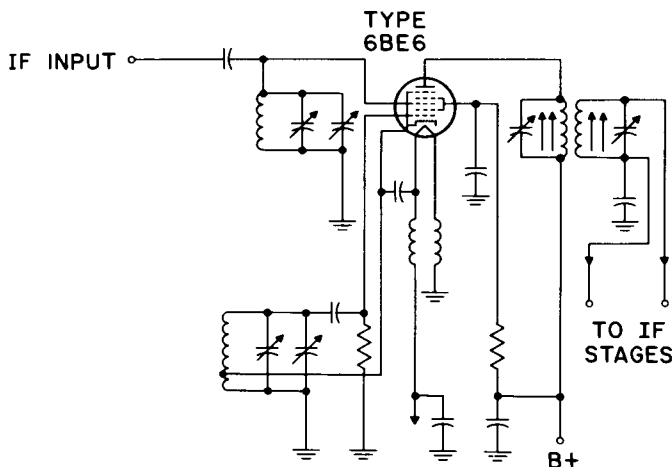 TYPE
6BE6
IF INPUT
TO IF
STAGES
B+